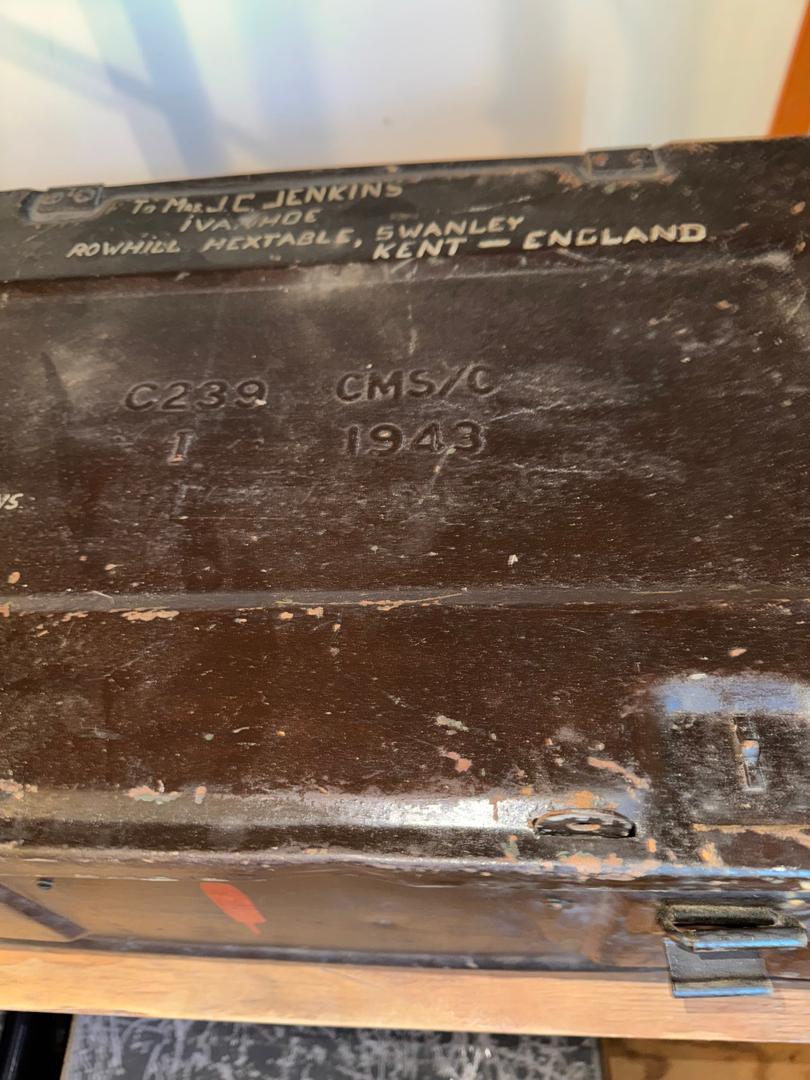 To Mrs J.C. JENKINS
IVANHOE
ROWHILL HEXTABLE, SWANLEY
KENT — ENGLAND
C239 CMS/C
I 1943